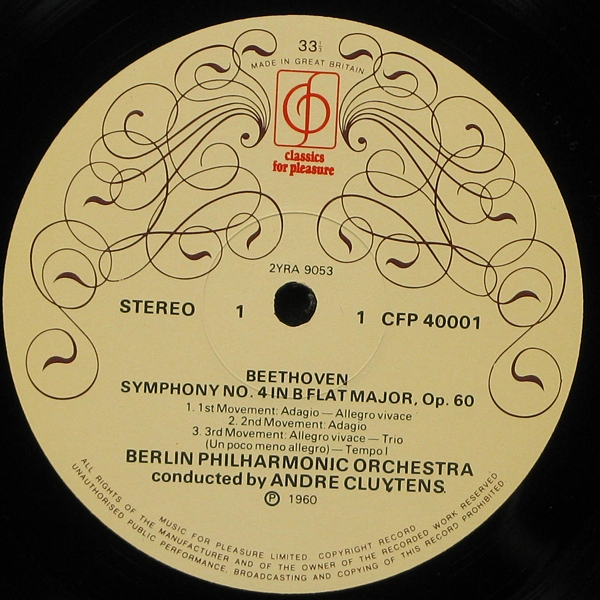 33⅓
MADE IN GREAT BRITAIN
classics
for pleasure
2YRA 9053
STEREO 1 1 CFP 40001
BEETHOVEN
SYMPHONY NO. 4 IN B FLAT MAJOR, Op. 60
1. 1st Movement: Adagio — Allegro vivace
2. 2nd Movement: Adagio
3. 3rd Movement: Allegro vivace — Trio
(Un poco meno allegro) — Tempo I
BERLIN PHILHARMONIC ORCHESTRA
conducted by ANDRE CLUYTENS.
Ⓟ 1960
MUSIC FOR PLEASURE LIMITED. COPYRIGHT RECORD
ALL RIGHTS OF THE MANUFACTURER AND OF THE OWNER OF THE RECORDED WORK RESERVED
UNAUTHORISED PUBLIC PERFORMANCE, BROADCASTING AND COPYING OF THIS RECORD PROHIBITED